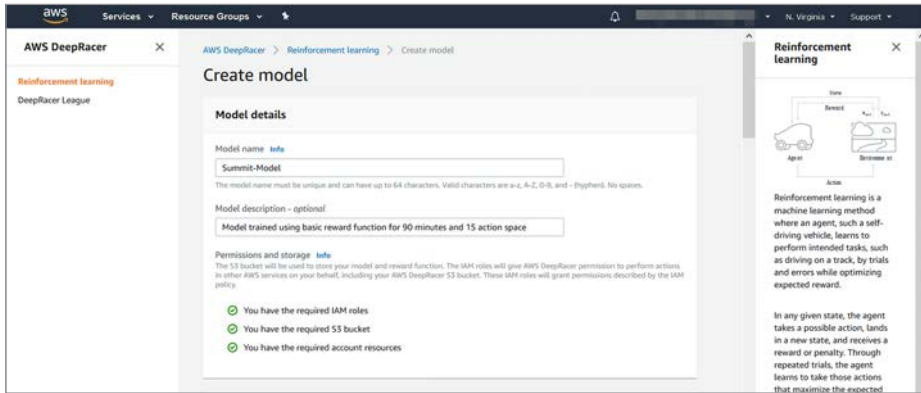 aws
Services
Resource Groups
N. Virginia
Support
AWS DeepRacer
Reinforcement learning
DeepRacer League
AWS DeepRacer > Reinforcement learning > Create model
Create model
Model details
Model name Info
Summit-Model
The model name must be unique and can have up to 64 characters. Valid characters are a-z, A-Z, 0-9, and - (hyphen). No spaces.
Model description - optional
Model trained using basic reward function for 90 minutes and 15 action space
Permissions and storage Info
The S3 bucket will be used to store your model and reward function. The IAM roles will give AWS DeepRacer permission to perform actions
in other AWS services on your behalf, including your AWS DeepRacer S3 bucket. These IAM roles will grant permissions described by the IAM
policy.
You have the required IAM roles
You have the required S3 bucket
You have the required account resources
Reinforcement
learning
State
Reward
Agent
Environment
Action
Reinforcement learning is a
machine learning method
where an agent, such a self-
driving vehicle, learns to
perform intended tasks, such
as driving on a track, by trials
and errors while optimizing
expected reward.
In any given state, the agent
takes a possible action, lands
in a new state, and receives a
reward or penalty. Through
repeated trials, the agent
learns to take those actions
that maximize the expected